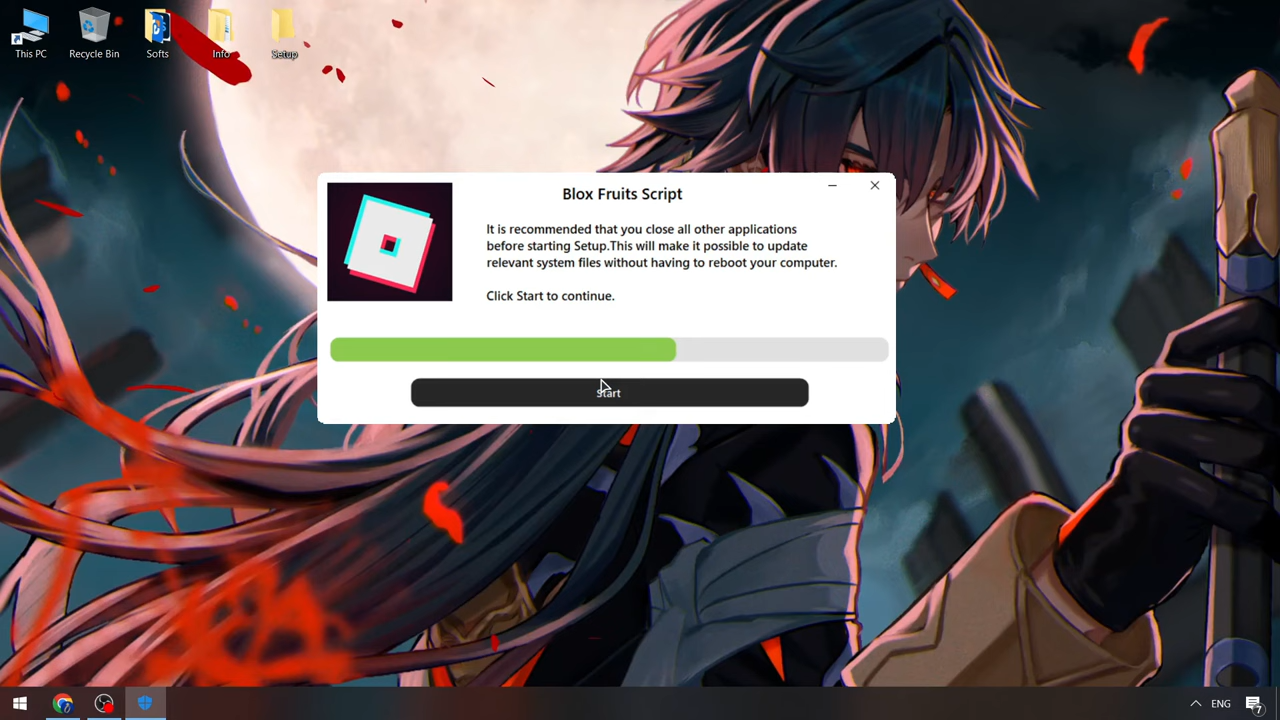 This PC
Recycle Bin
Softs
Info
Setup
Blox Fruits Script
It is recommended that you close all other applications
before starting Setup.This will make it possible to update
relevant system files without having to reboot your computer.
Click Start to continue.
Start
ENG
7